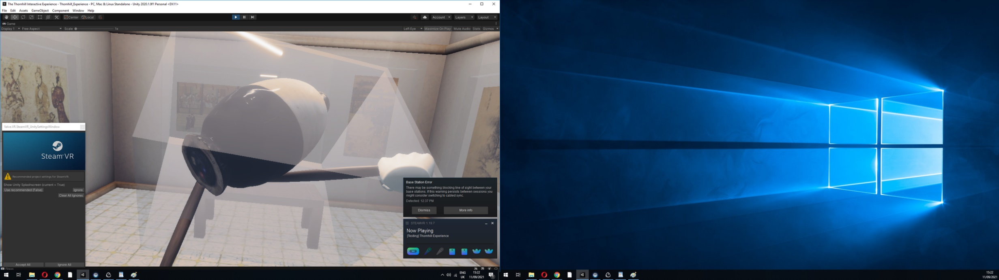 The Thornhill Interactive Experience - Thornhill_Experience - PC, Mac & Linux Standalone - Unity 2020.1.9f1 Personal <DX11>
File Edit Assets GameObject Component Window Help
Center Local Account Layers Layout
Game
Display 1 Free Aspect Scale 1x Left Eye Maximize On Play Mute Audio Stats Gizmos
Valve.VR.SteamVR_UnitySettingsWindow
SteamVR
Recommended project settings for SteamVR
Show Unity Splashscreen (current = True)
Use recommended (False) Ignore
Clear All Ignores
Accept All Ignore All
Base Station Error
There may be something blocking line of sight between your
base stations. If this warning persists between sessions you
might consider switching to cabled sync.
Detected: 12:37 PM
Dismiss More info
STEAMVR 1.19.7
Now Playing
[Testing] Thornhill Experience
ENG
UK
15:22
11/09/2021
15:22
11/09/2021